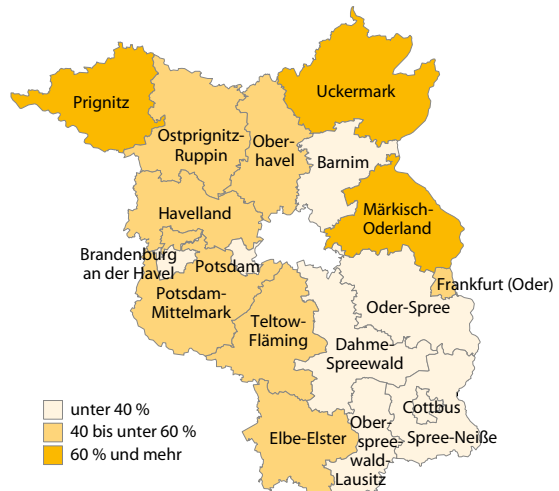 Prignitz
Uckermark
Ostprignitz-
Ruppin
Ober-
havel
Barnim
Havelland
Märkisch-
Oderland
Brandenburg
an der Havel
Potsdam
Potsdam-
Mittelmark
Frankfurt (Oder)
Oder-Spree
Teltow-
Fläming
Dahme-
Spreewald
Cottbus
Spree-Neiße
Elbe-Elster
Ober-
spree-
wald-
Lausitz
unter 40 %
40 bis unter 60 %
60 % und mehr